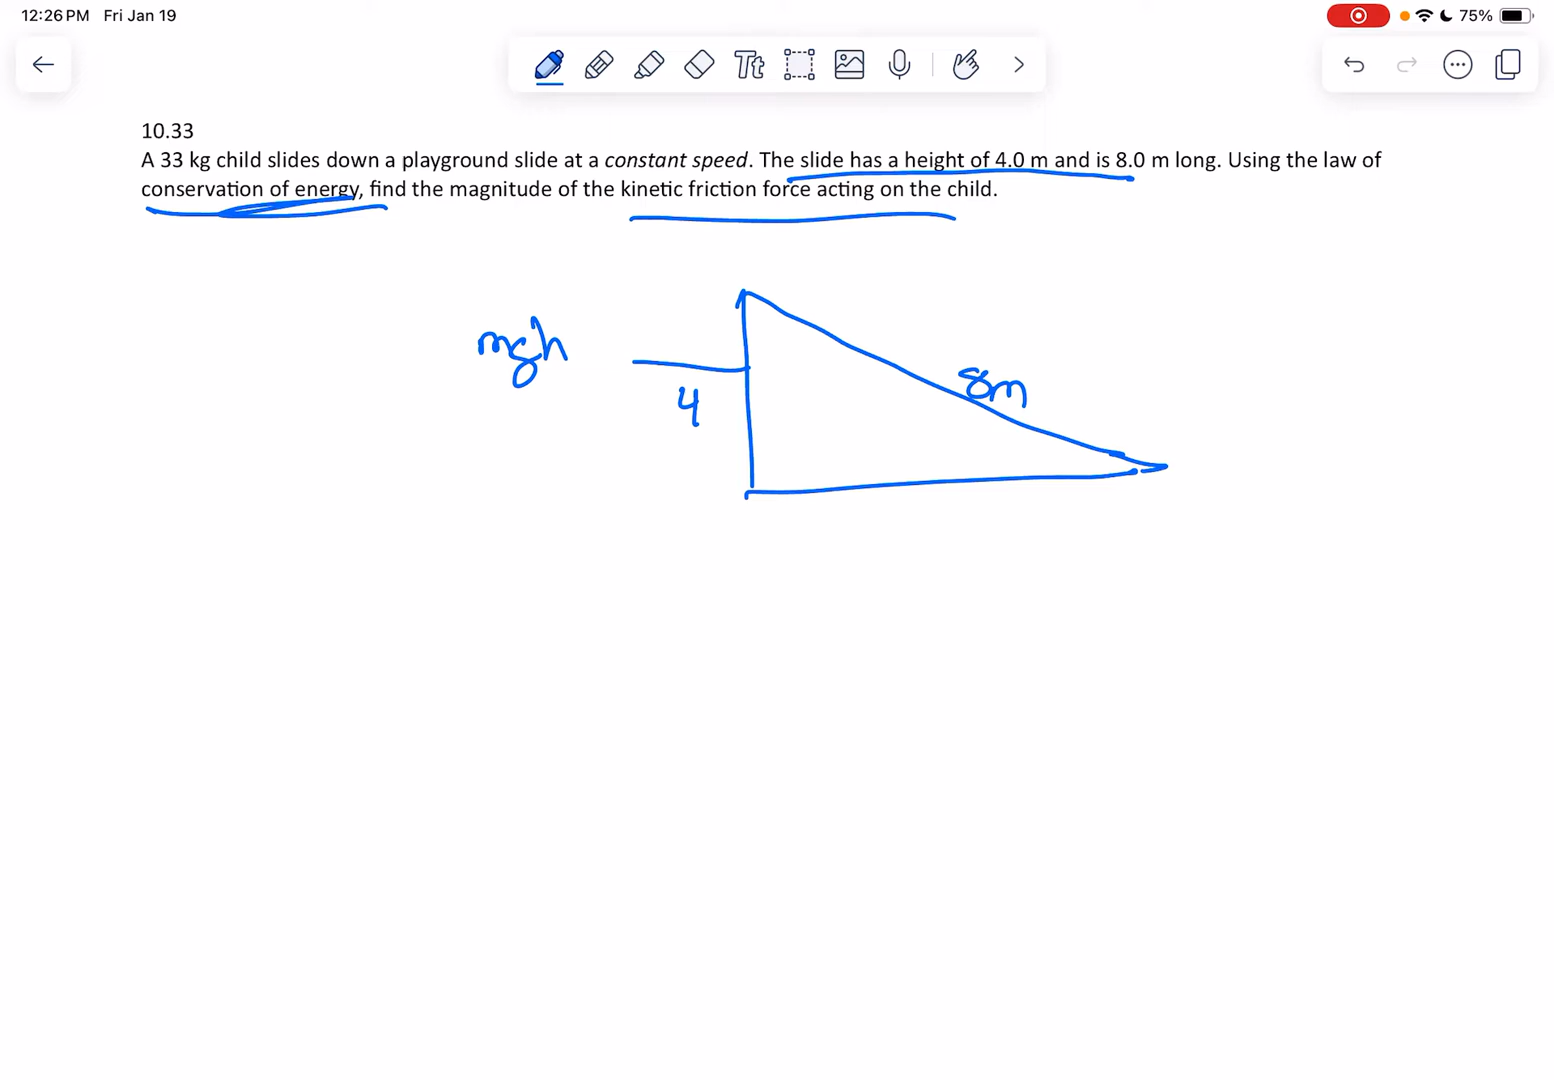 12:26 PM Fri Jan 19
75%
Tt
10.33
A 33 kg child slides down a playground slide at a constant speed. The slide has a height of 4.0 m and is 8.0 m long. Using the law of
conservation of energy, find the magnitude of the kinetic friction force acting on the child.
mgh
8m
4